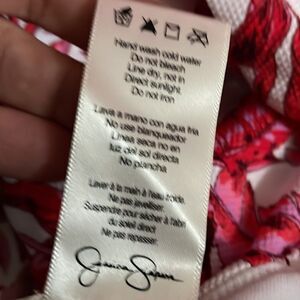 Hand wash cold water
Do not bleach
Line dry, not in
Direct sunlight
Do not iron
Lava a mano con agua fria
No use blanqueador
Linea seca no en
luz del sol directa
No plancha
Laver à la main à l'eau froide.
Ne pas javelliser.
Suspendre pour sécher à l'abri
du soleil direct
Ne pas repasser.